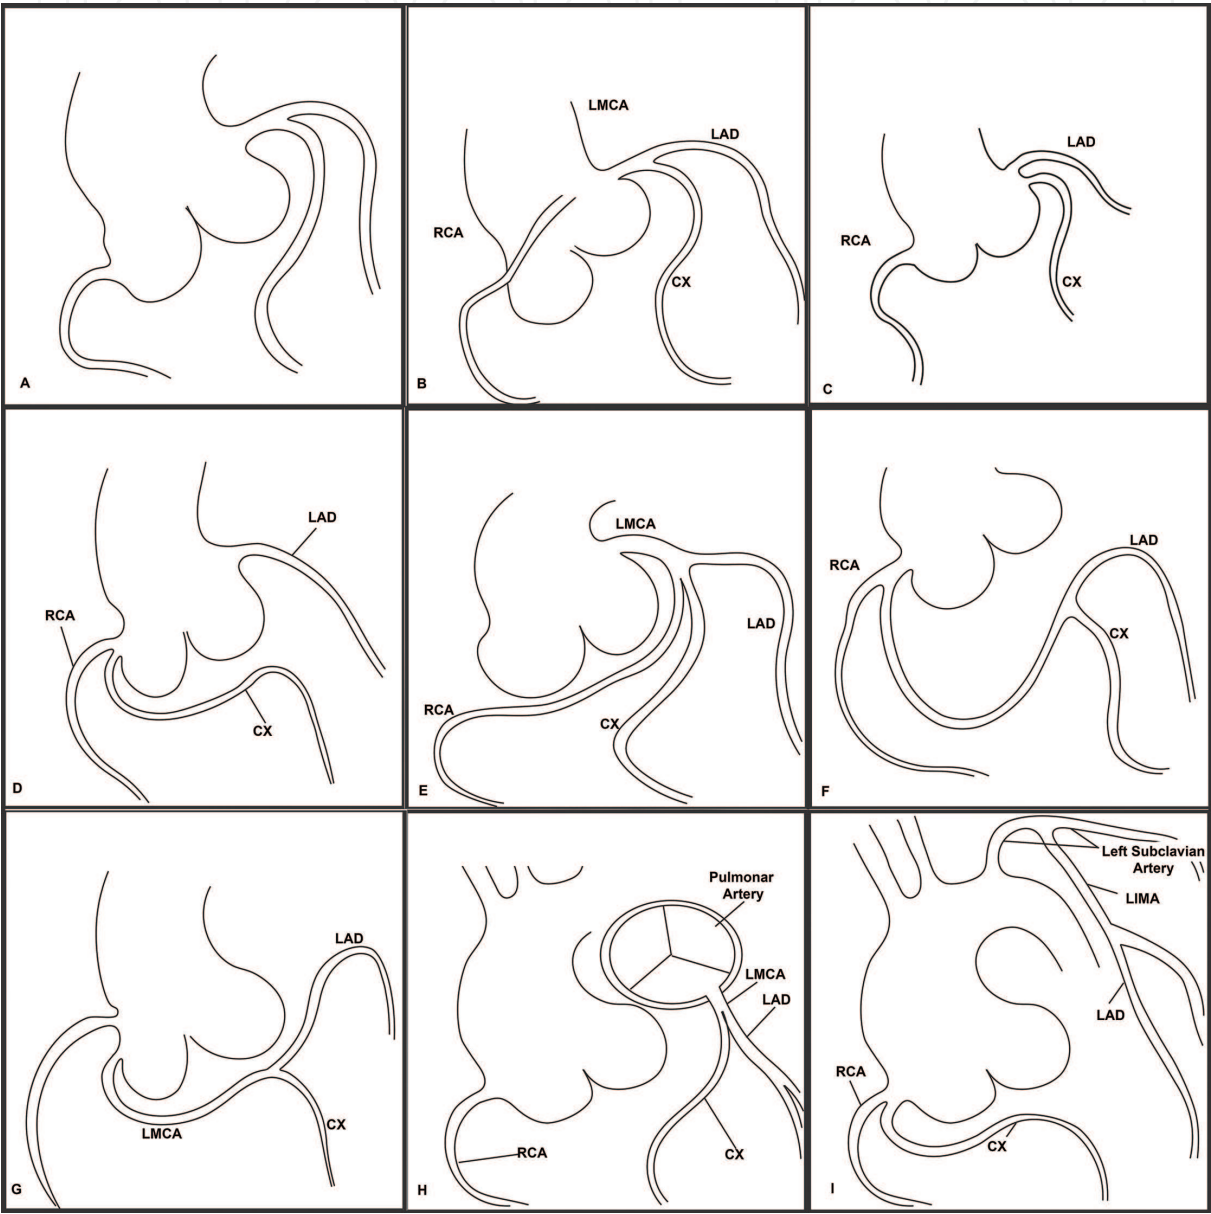 A
LMCA
LAD
RCA
CX
B
LAD
RCA
CX
C
LAD
RCA
CX
D
LMCA
LAD
RCA
CX
E
LAD
RCA
CX
F
LAD
LMCA
CX
G
Pulmonar
Artery
LMCA
LAD
RCA
CX
H
Left Subclavian
Artery
LIMA
LAD
RCA
CX
I